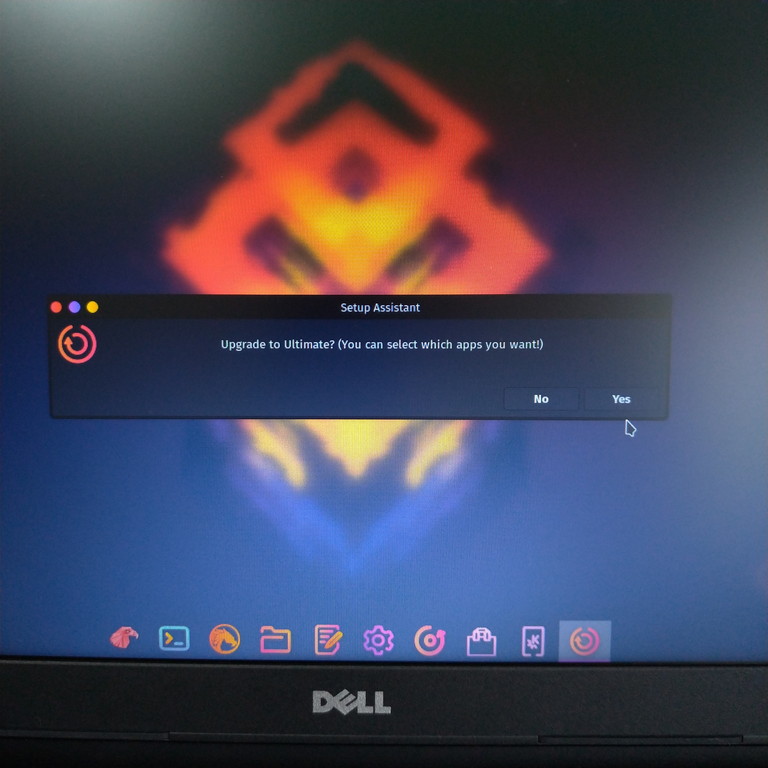 Setup Assistant
Upgrade to Ultimate? (You can select which apps you want!)
No
Yes
DELL